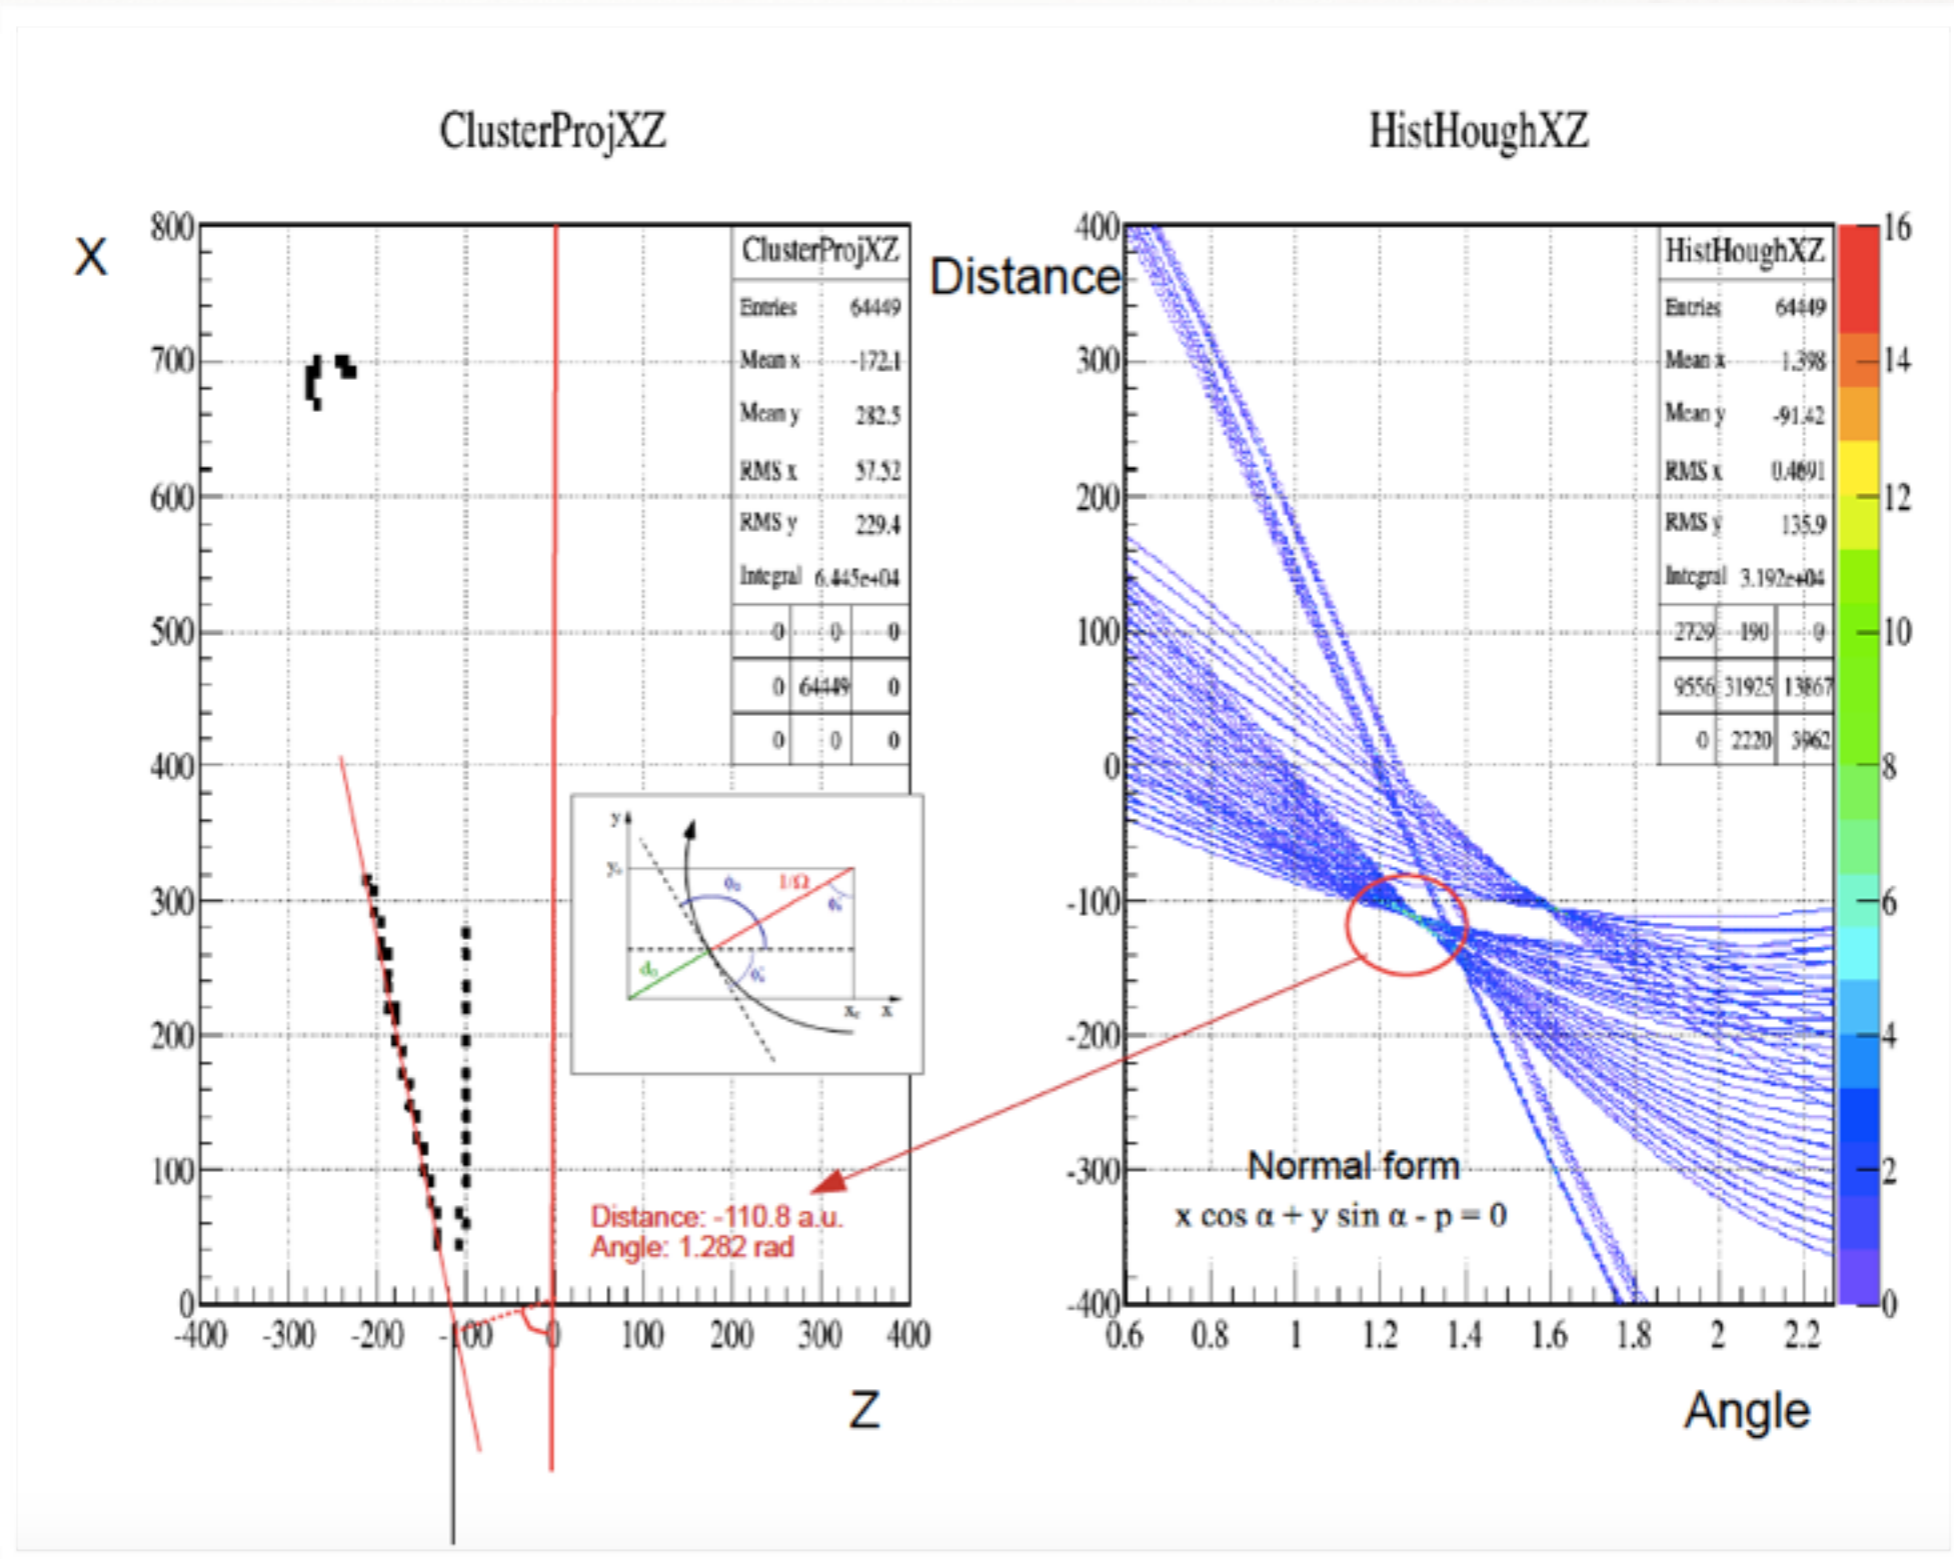 ClusterProjXZ
X
800
700
600
500
400
300
200
100
0
-400 -300 -200 -100 0 100 200 300 400
Z
ClusterProjXZ
Entries 64449
Mean x -172.1
Mean y 282.5
RMS x 57.52
RMS y 229.4
Integral 6.445e+04
0 0 0
0 64449 0
0 0 0
y
y
ϕ₀
1/Ω
d₀
x
x
Distance: -110.8 a.u.
Angle: 1.282 rad
HistHoughXZ
Distance
400
300
200
100
0
-100
-200
-300
-400
0.6 0.8 1 1.2 1.4 1.6 1.8 2 2.2
Angle
HistHoughXZ
Entries 64449
Mean x 1.398
Mean y -91.42
RMS x 0.4691
RMS y 135.9
Integral 3.192e+04
2729 190 0
9556 31925 13867
0 2220 3962
Normal form
x cos α + y sin α - p = 0
16
14
12
10
8
6
4
2
0